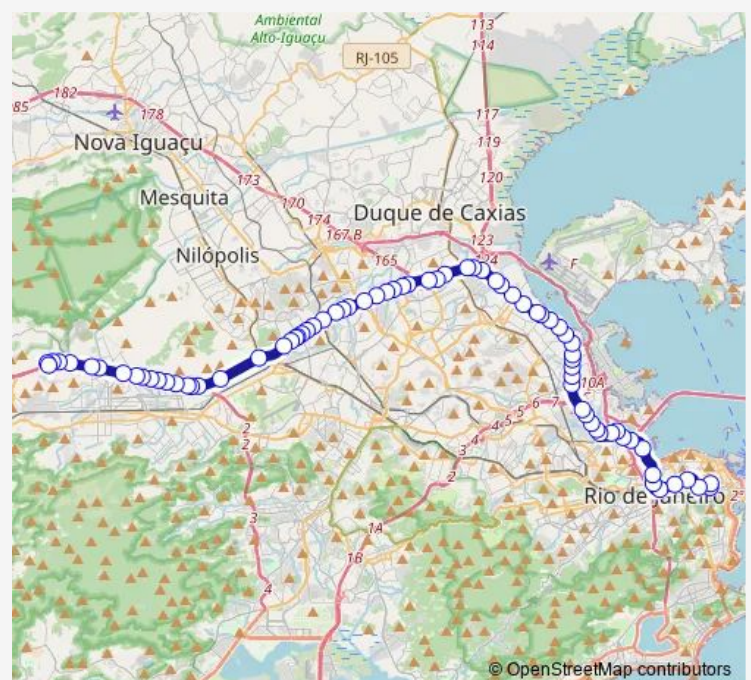 Ambiental
Alto-Iguaçu
113
114
RJ-105
182
85
178
117
Nova Iguaçu
119
173
120
170
Mesquita
174
Duque de Caxias
167 B
123
124
165
F
Nilópolis
10A
7
6
5
5
4
4
3
2
2
2
Rio de Janeiro
2
3
1A
1B
4
© OpenStreetMap contributors